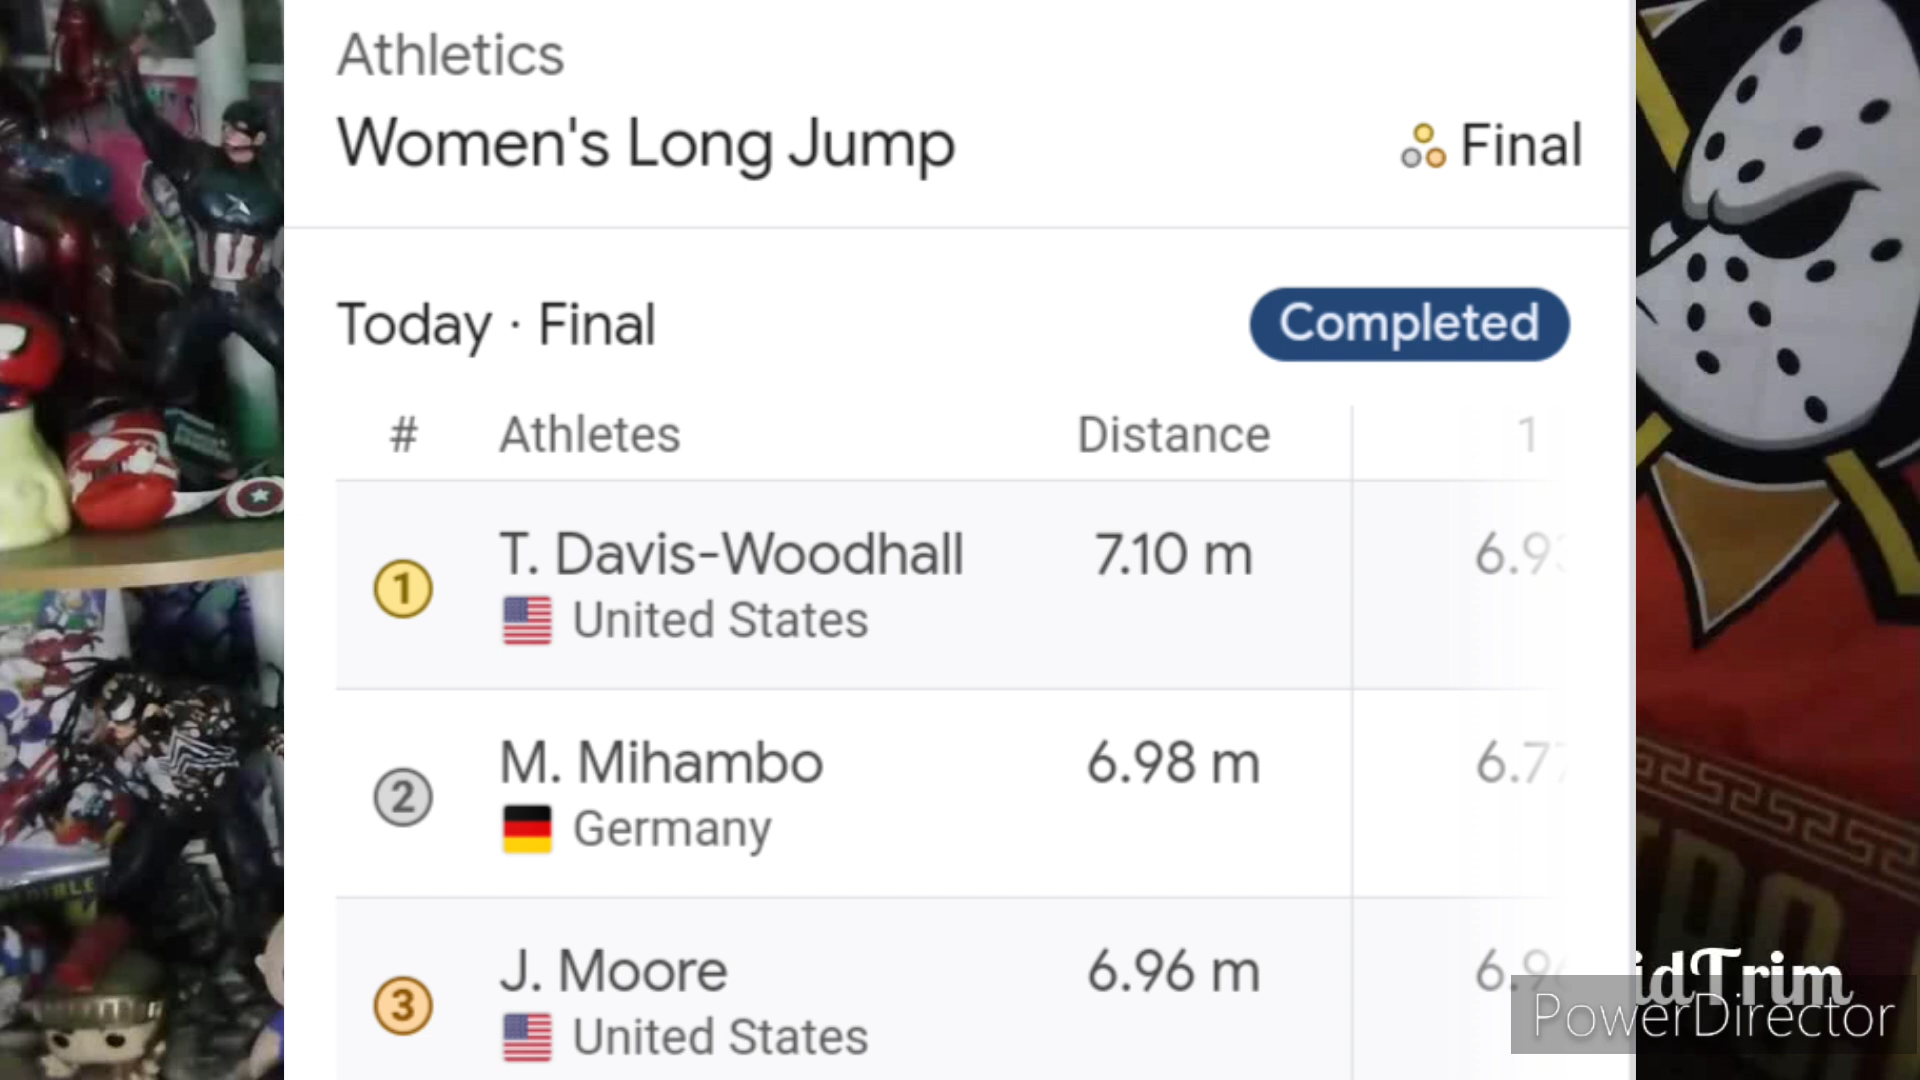 Athletics
Women's Long Jump
Final
Today · Final
Completed
# Athletes Distance 1
1 T. Davis-Woodhall 7.10 m
United States
2 M. Mihambo 6.98 m
Germany
3 J. Moore 6.96 m
United States
PowerDirector